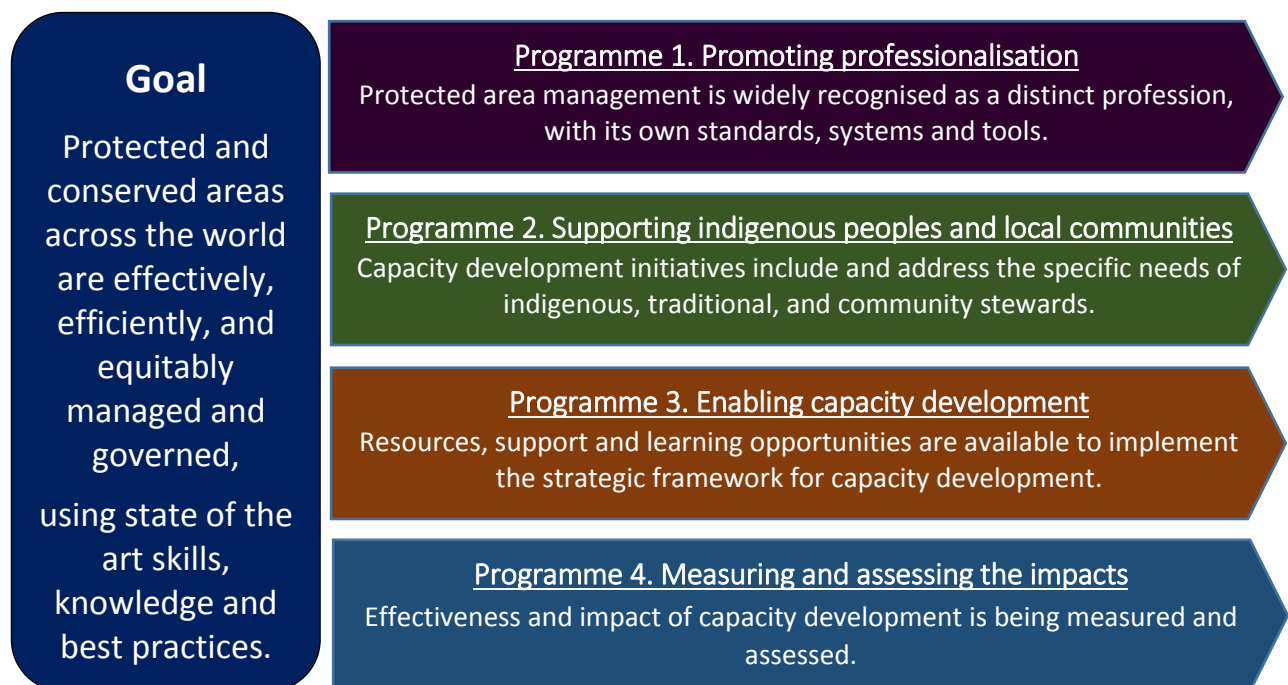 Goal
Protected and
conserved areas
across the world
are effectively,
efficiently, and
equitably
managed and
governed,
using state of the
art skills,
knowledge and
best practices.
Programme 1. Promoting professionalisation
Protected area management is widely recognised as a distinct profession,
with its own standards, systems and tools.
Programme 2. Supporting indigenous peoples and local communities
Capacity development initiatives include and address the specific needs of
indigenous, traditional, and community stewards.
Programme 3. Enabling capacity development
Resources, support and learning opportunities are available to implement
the strategic framework for capacity development.
Programme 4. Measuring and assessing the impacts
Effectiveness and impact of capacity development is being measured and
assessed.